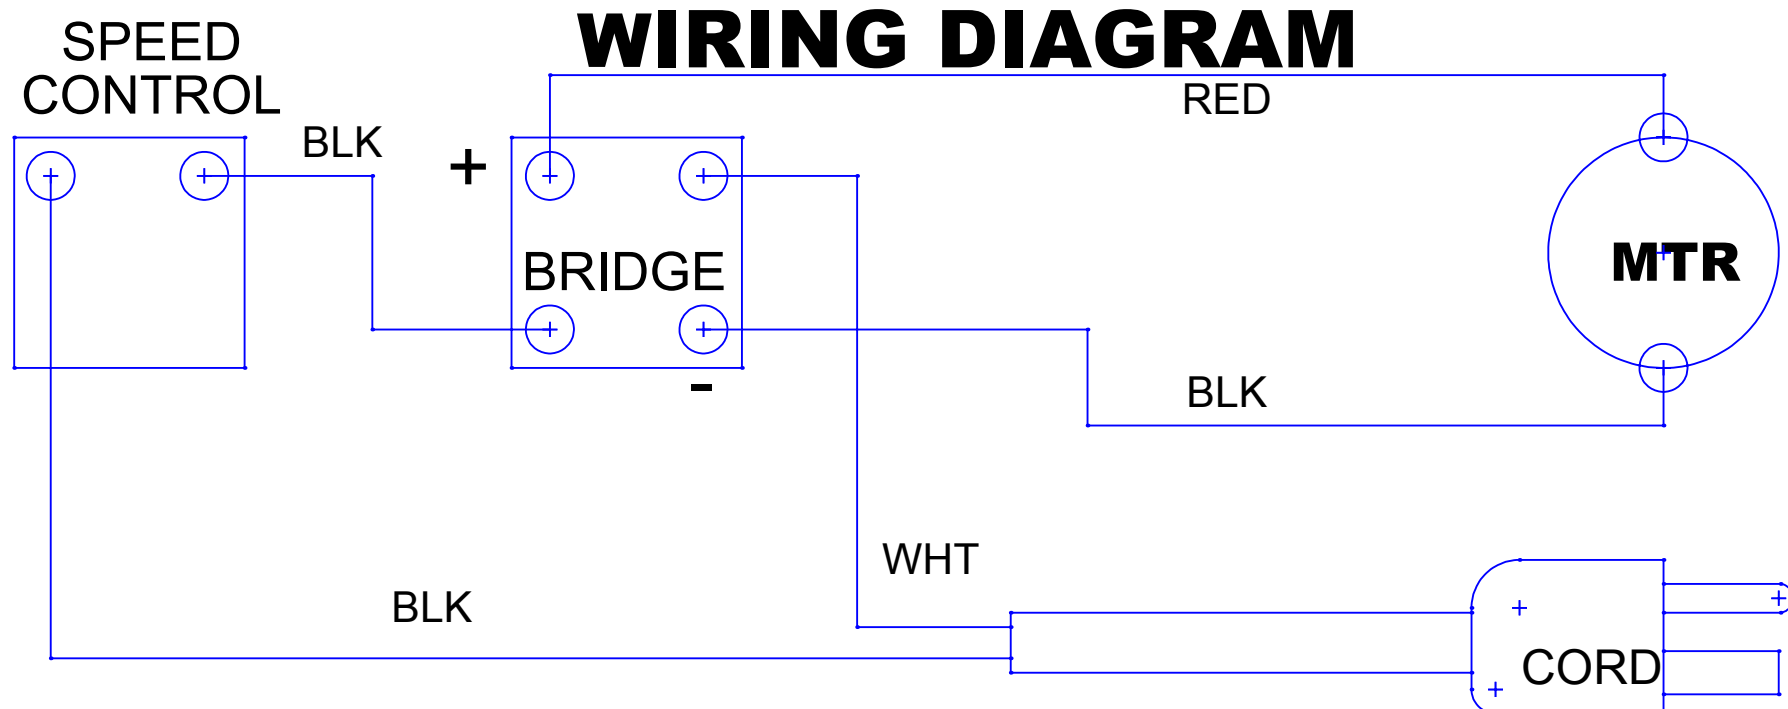 WIRING DIAGRAM
SPEED
CONTROL
RED
BLK
+
BRIDGE
MTR
-
BLK
WHT
BLK
CORD